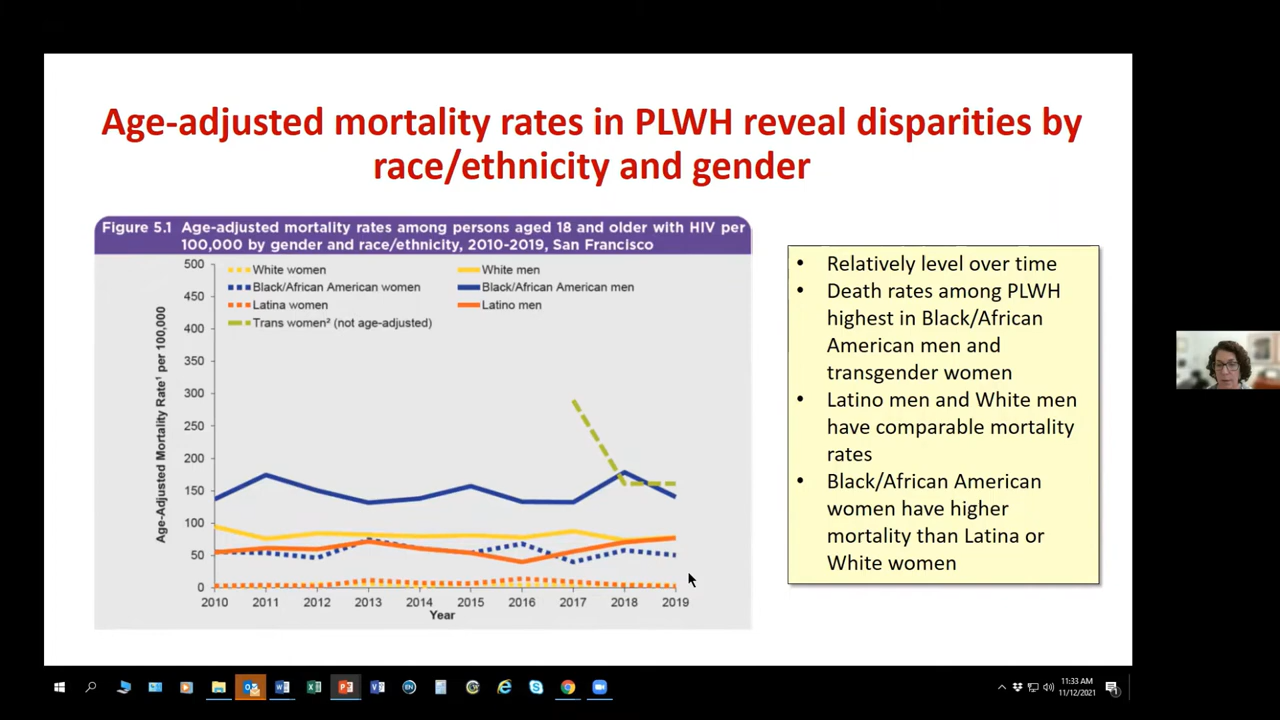 Age-adjusted mortality rates in PLWH reveal disparities by
race/ethnicity and gender
Figure 5.1 Age-adjusted mortality rates among persons aged 18 and older with HIV per
100,000 by gender and race/ethnicity, 2010-2019, San Francisco
500
450
400
350
300
250
200
150
100
50
0
Age-Adjusted Mortality Rate¹ per 100,000
White women
White men
Black/African American women
Black/African American men
Latina women
Latino men
Trans women² (not age-adjusted)
2010 2011 2012 2013 2014 2015 2016 2017 2018 2019
Year
• Relatively level over time
• Death rates among PLWH
highest in Black/African
American men and
transgender women
• Latino men and White men
have comparable mortality
rates
• Black/African American
women have higher
mortality than Latina or
White women
11:33 AM
11/12/2021